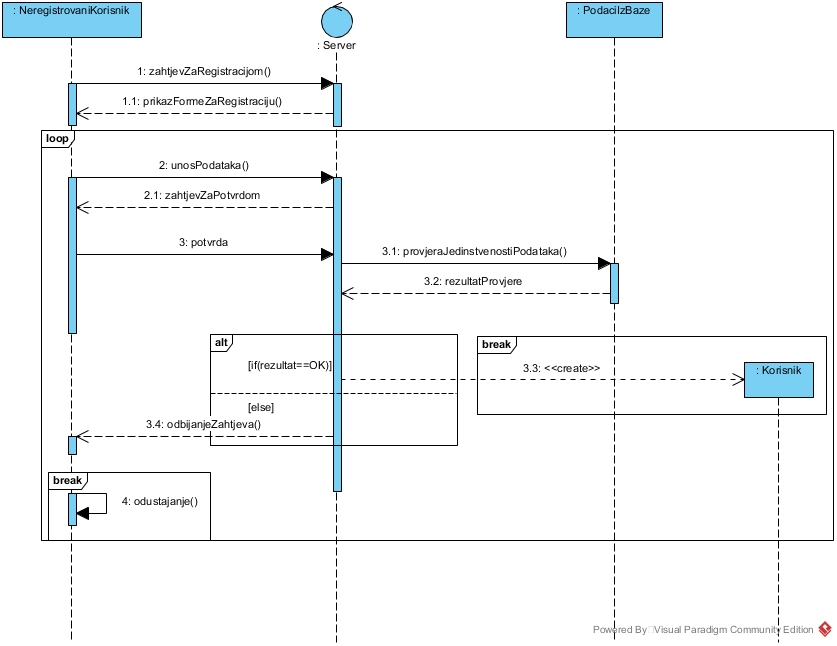 : NeregistrovaniKorisnik
: Server
: PodaciIzBaze
1: zahtjevZaRegistracijom()
1.1: prikazFormeZaRegistraciju()
loop
2: unosPodataka()
2.1: zahtjevZaPotvrdom
3: potvrda
3.1: provjeraJedinstvenostiPodataka()
3.2: rezultatProvjere
alt
break
[if(rezultat==OK)]
3.3: <<create>>
: Korisnik
[else]
3.4: odbijanjeZahtjeva()
break
4: odustajanje()
Powered By Visual Paradigm Community Edition